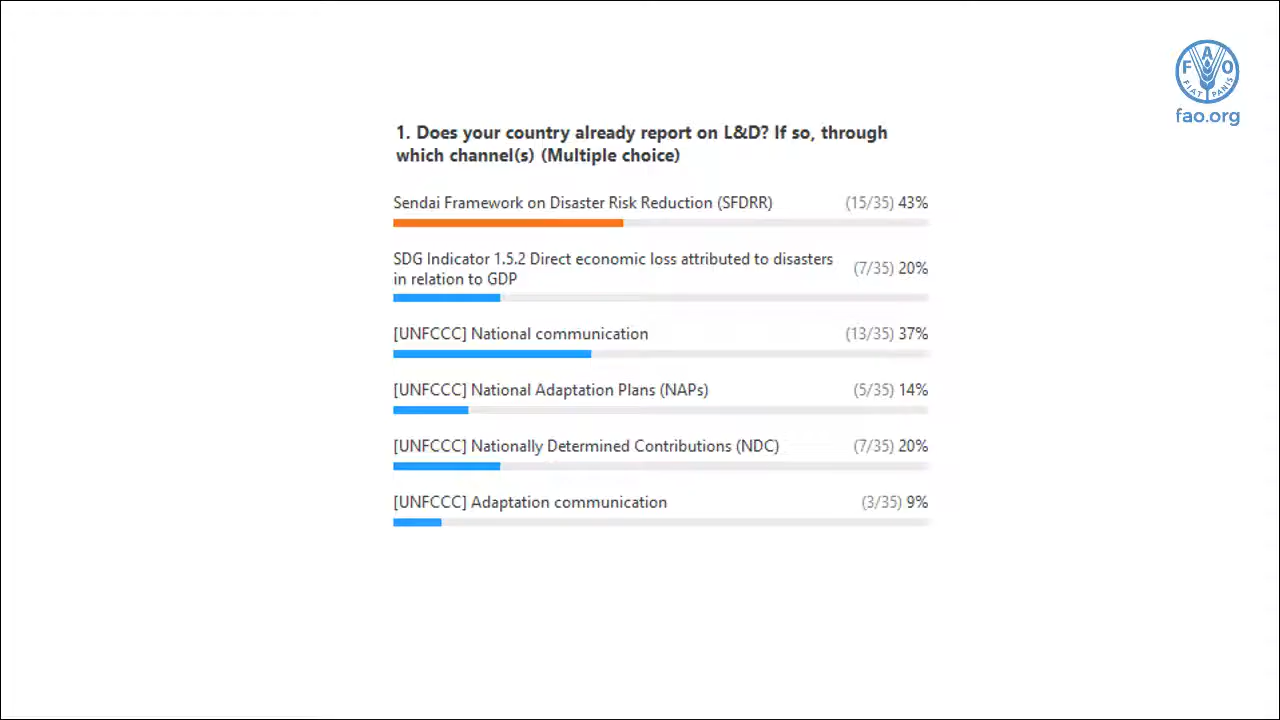 F A O
FIAT PANIS
fao.org
1. Does your country already report on L&D? If so, through
which channel(s) (Multiple choice)
Sendai Framework on Disaster Risk Reduction (SFDRR) (15/35) 43%
SDG Indicator 1.5.2 Direct economic loss attributed to disasters
in relation to GDP (7/35) 20%
[UNFCCC] National communication (13/35) 37%
[UNFCCC] National Adaptation Plans (NAPs) (5/35) 14%
[UNFCCC] Nationally Determined Contributions (NDC) (7/35) 20%
[UNFCCC] Adaptation communication (3/35) 9%